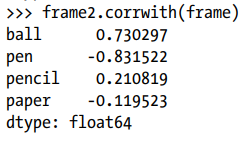 >>> frame2.corrwith(frame)
ball      0.730297
pen      -0.831522
pencil    0.210819
paper    -0.119523
dtype: float64